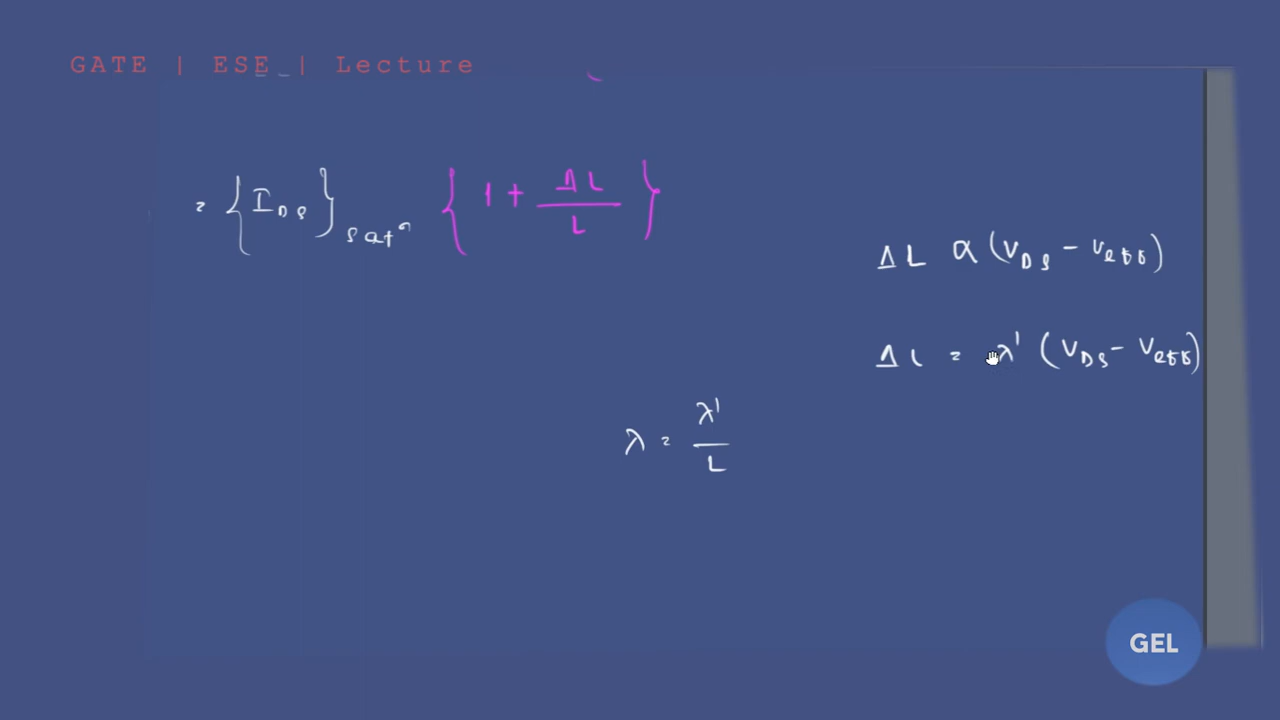 GATE | ESE | Lecture
= {I_DS}_satⁿ {1 + ΔL/L}
ΔL α (V_DS - V_eff)
ΔL = λ' (V_DS - V_eff)
λ = λ'/L
GEL